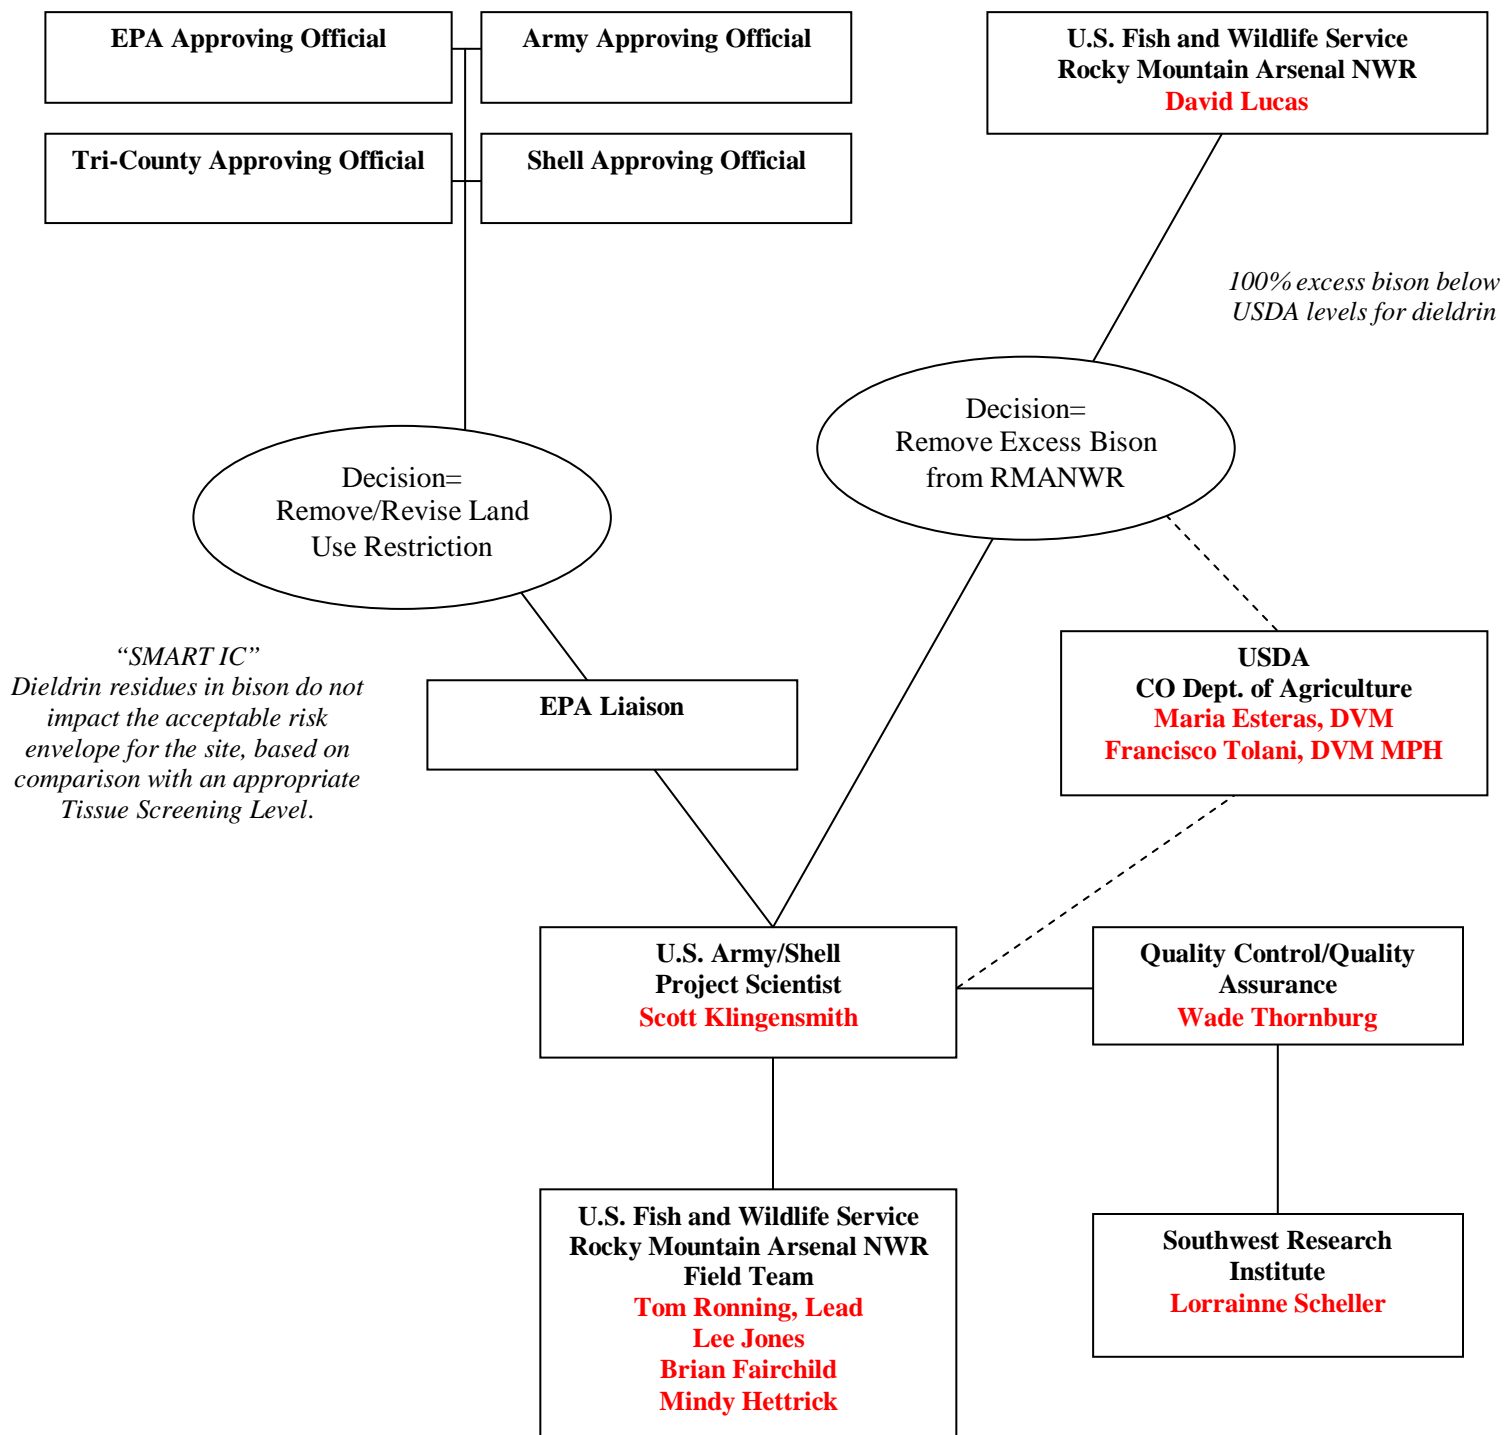 EPA Approving Official
Army Approving Official
U.S. Fish and Wildlife Service
Rocky Mountain Arsenal NWR
David Lucas
Tri-County Approving Official
Shell Approving Official
100% excess bison below
USDA levels for dieldrin
Decision=
Remove Excess Bison
from RMANWR
Decision=
Remove/Revise Land
Use Restriction
“SMART IC”
Dieldrin residues in bison do not
impact the acceptable risk
envelope for the site, based on
comparison with an appropriate
Tissue Screening Level.
EPA Liaison
USDA
CO Dept. of Agriculture
Maria Esteras, DVM
Francisco Tolani, DVM MPH
U.S. Army/Shell
Project Scientist
Scott Klingensmith
Quality Control/Quality
Assurance
Wade Thornburg
U.S. Fish and Wildlife Service
Rocky Mountain Arsenal NWR
Field Team
Tom Ronning, Lead
Lee Jones
Brian Fairchild
Mindy Hettrick
Southwest Research
Institute
Lorrainne Scheller